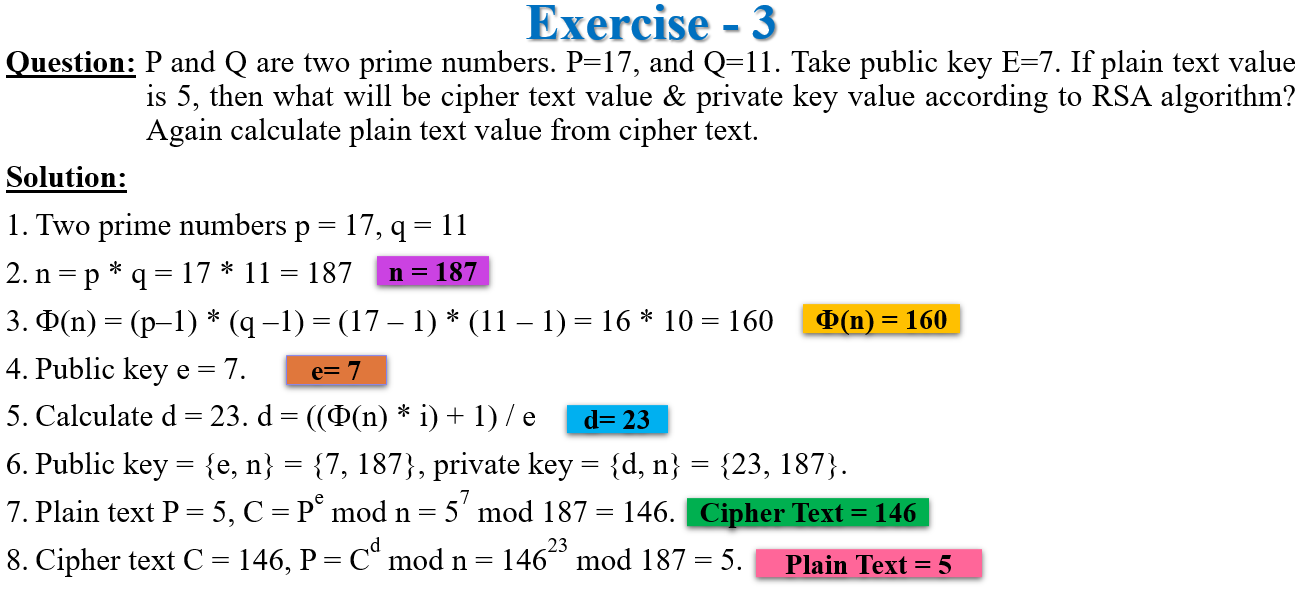 Exercise - 3
Question: P and Q are two prime numbers. P=17, and Q=11. Take public key E=7. If plain text value
is 5, then what will be cipher text value & private key value according to RSA algorithm?
Again calculate plain text value from cipher text.
Solution:
1. Two prime numbers p = 17, q = 11
2. n = p * q = 17 * 11 = 187 n = 187
3. Φ(n) = (p–1) * (q –1) = (17 – 1) * (11 – 1) = 16 * 10 = 160 Φ(n) = 160
4. Public key e = 7. e= 7
5. Calculate d = 23. d = ((Φ(n) * i) + 1) / e d= 23
6. Public key = {e, n} = {7, 187}, private key = {d, n} = {23, 187}.
7. Plain text P = 5, C = P^e mod n = 5^7 mod 187 = 146. Cipher Text = 146
8. Cipher text C = 146, P = C^d mod n = 146^23 mod 187 = 5. Plain Text = 5